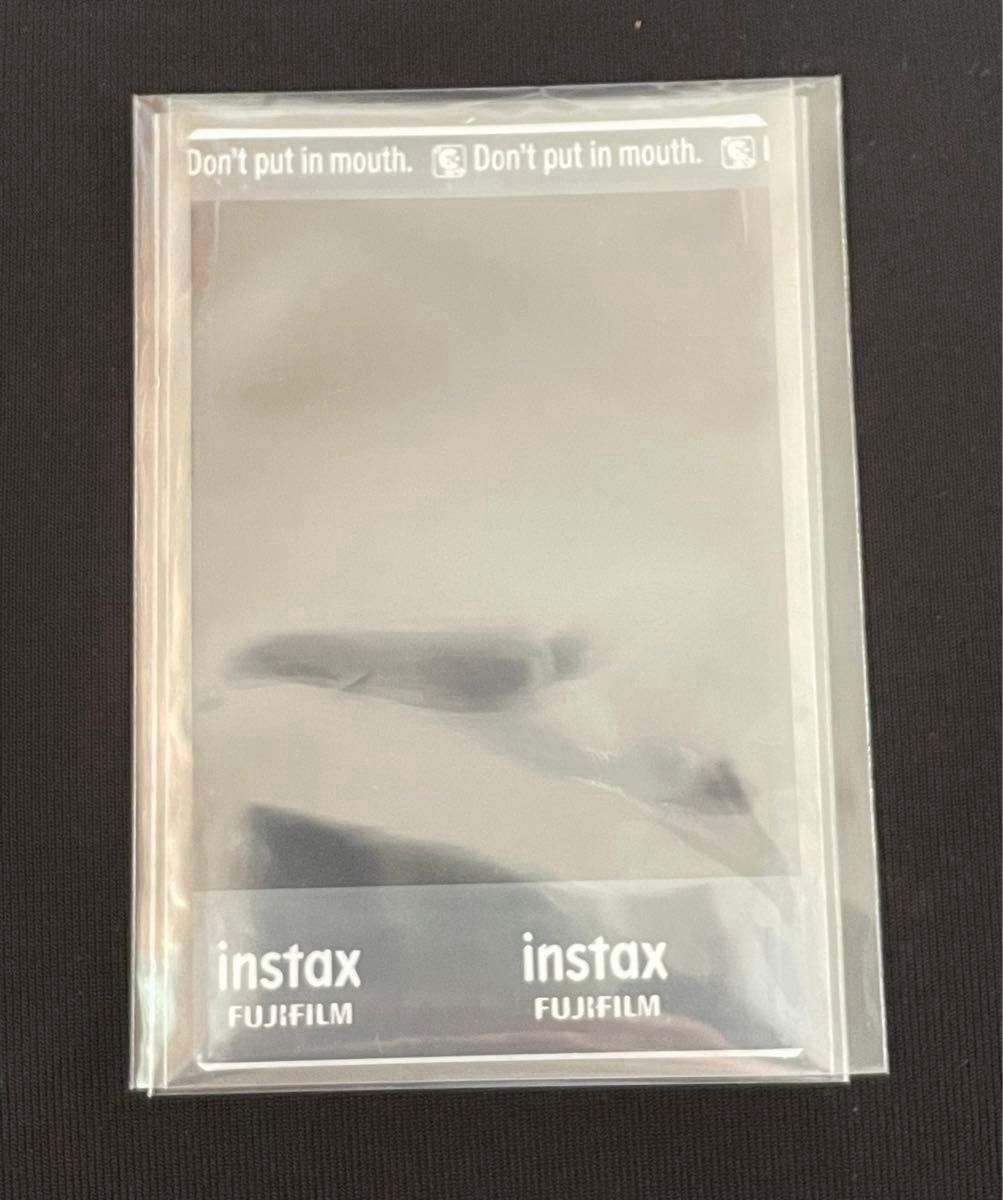 Don't put in mouth. Don't put in mouth.
instax instax
FUJIFILM FUJIFILM